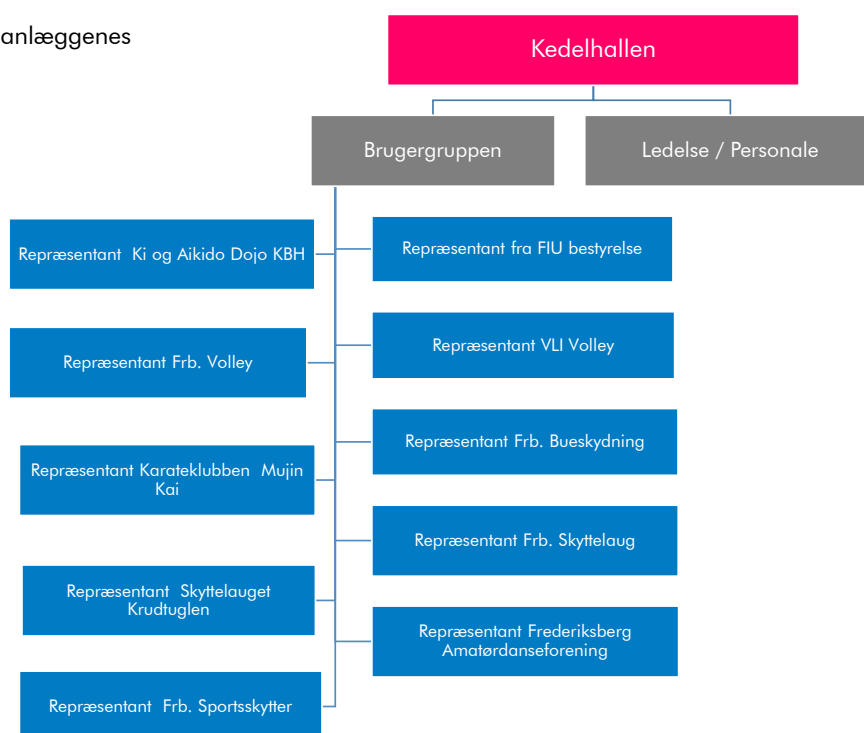 anlæggenes
Kedelhallen
Brugergruppen
Ledelse / Personale
Repræsentant Ki og Aikido Dojo KBH
Repræsentant fra FIU bestyrelse
Repræsentant Frb. Volley
Repræsentant VLI Volley
Repræsentant Karateklubben Mujin
Kai
Repræsentant Frb. Bueskydning
Repræsentant Skyttelauget
Krudtuglen
Repræsentant Frb. Skyttelaug
Repræsentant Frb. Sportsskytter
Repræsentant Frederiksberg
Amatørdanseforening